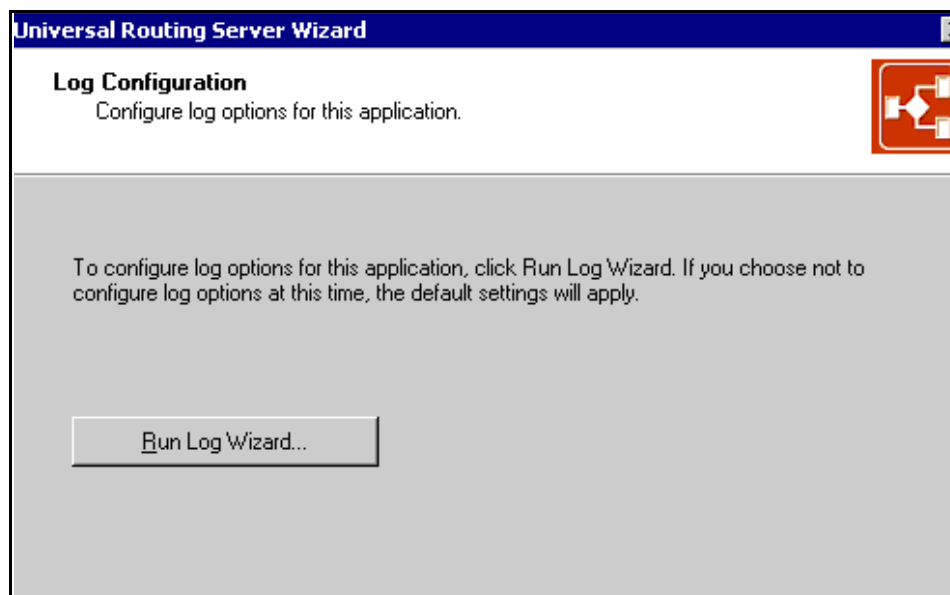 Universal Routing Server Wizard
Log Configuration
Configure log options for this application.
To configure log options for this application, click Run Log Wizard. If you choose not to
configure log options at this time, the default settings will apply.
Run Log Wizard...